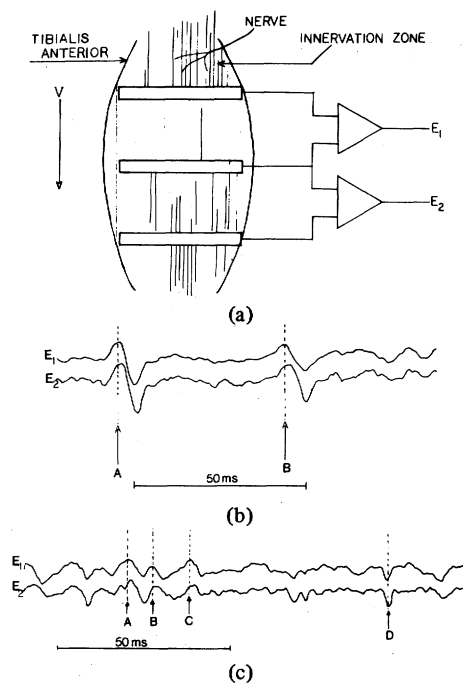 TIBIALIS
ANTERIOR
NERVE
INNERVATION ZONE
V
E1
E2
(a)
E1
E2
A
B
50 ms
(b)
E1
E2
A
B
C
D
50 ms
(c)